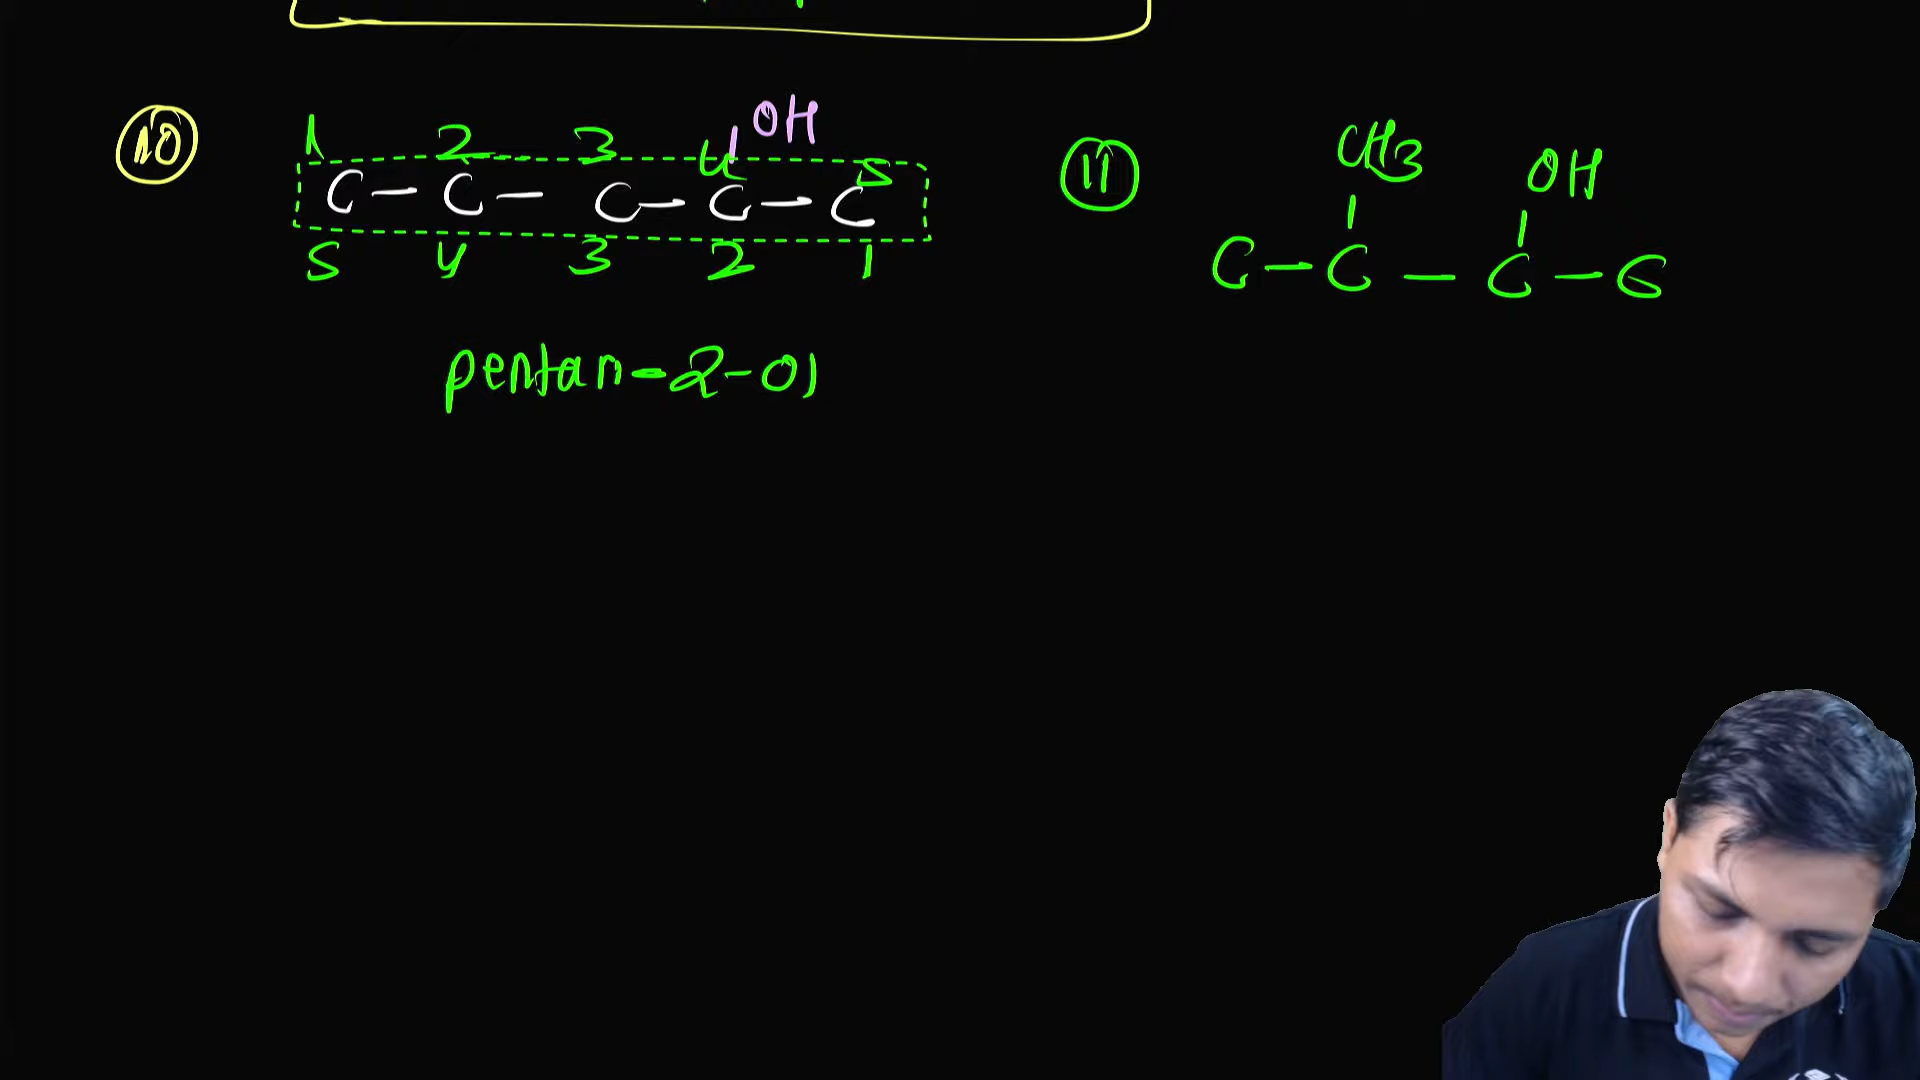 10
OH
1 2 3 4 5
C - C - C - C - C
5 4 3 2 1
pentan-2-ol
11
CH3
OH
C - C - C - C